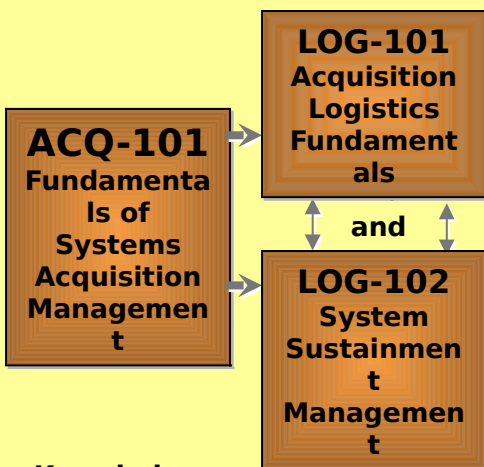 ACQ-101
Fundamenta
ls of
Systems
Acquisition
Managemen
t
LOG-101
Acquisition
Logistics
Fundament
als
and
LOG-102
System
Sustainmen
t
Managemen
t